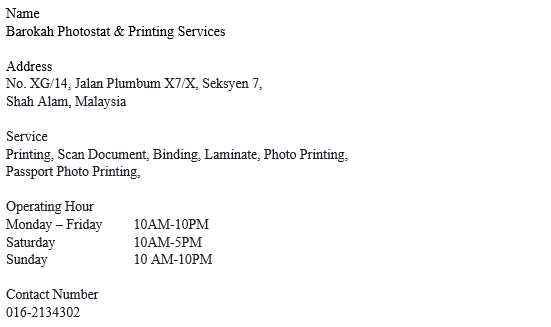 Name
Barokah Photostat & Printing Services
Address
No. XG/14, Jalan Plumbum X7/X, Seksyen 7,
Shah Alam, Malaysia
Service
Printing, Scan Document, Binding, Laminate, Photo Printing,
Passport Photo Printing,
Operating Hour
Monday – Friday 10AM-10PM
Saturday 10AM-5PM
Sunday 10 AM-10PM
Contact Number
016-2134302